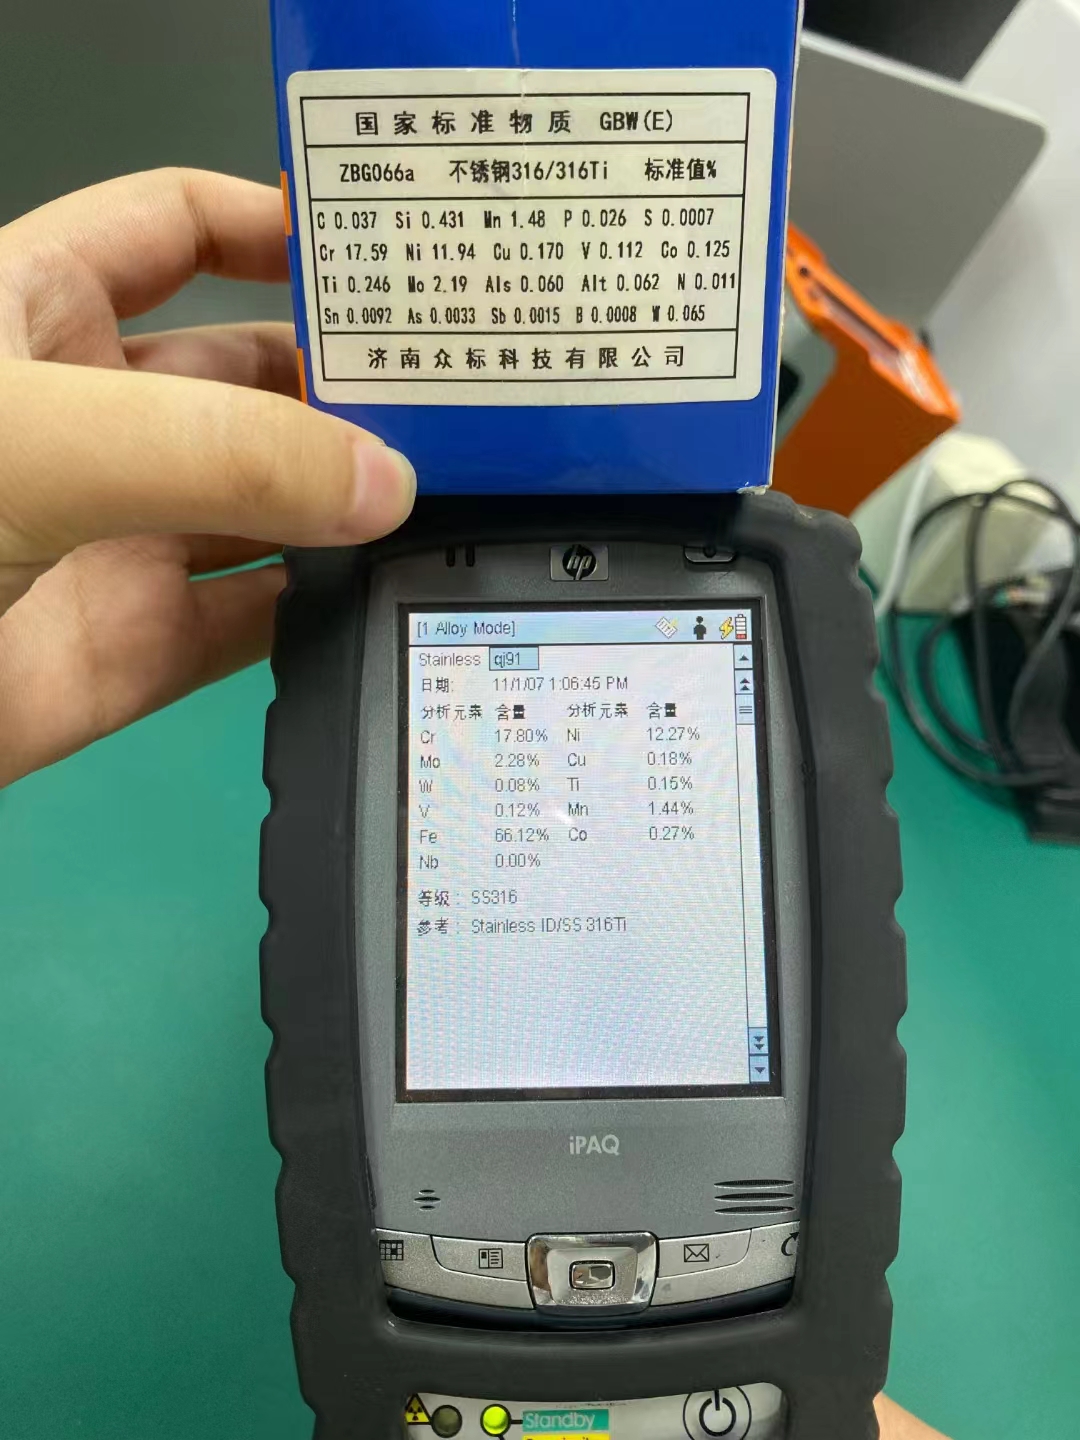 国家标准物质 GBW(E)
ZBG066a 不锈钢316/316Ti 标准值%
C 0.037 Si 0.431 Mn 1.48 P 0.026 S 0.0007
Cr 17.59 Ni 11.94 Cu 0.170 V 0.112 Co 0.125
Ti 0.246 Mo 2.19 Als 0.060 Alt 0.062 N 0.011
Sn 0.0092 As 0.0033 Sb 0.0015 B 0.0008 W 0.065
济南众标科技有限公司
hp
[1 Alloy Mode]
Stainless qj91
日期: 11/1/07 1:06:45 PM
分析元素 含量 分析元素 含量
Cr 17.80% Ni 12.27%
Mo 2.28% Cu 0.18%
W 0.08% Ti 0.15%
V 0.12% Mn 1.44%
Fe 66.12% Co 0.27%
Nb 0.00%
等级: SS316
参考: Stainless ID/SS 316Ti
iPAQ
Standby